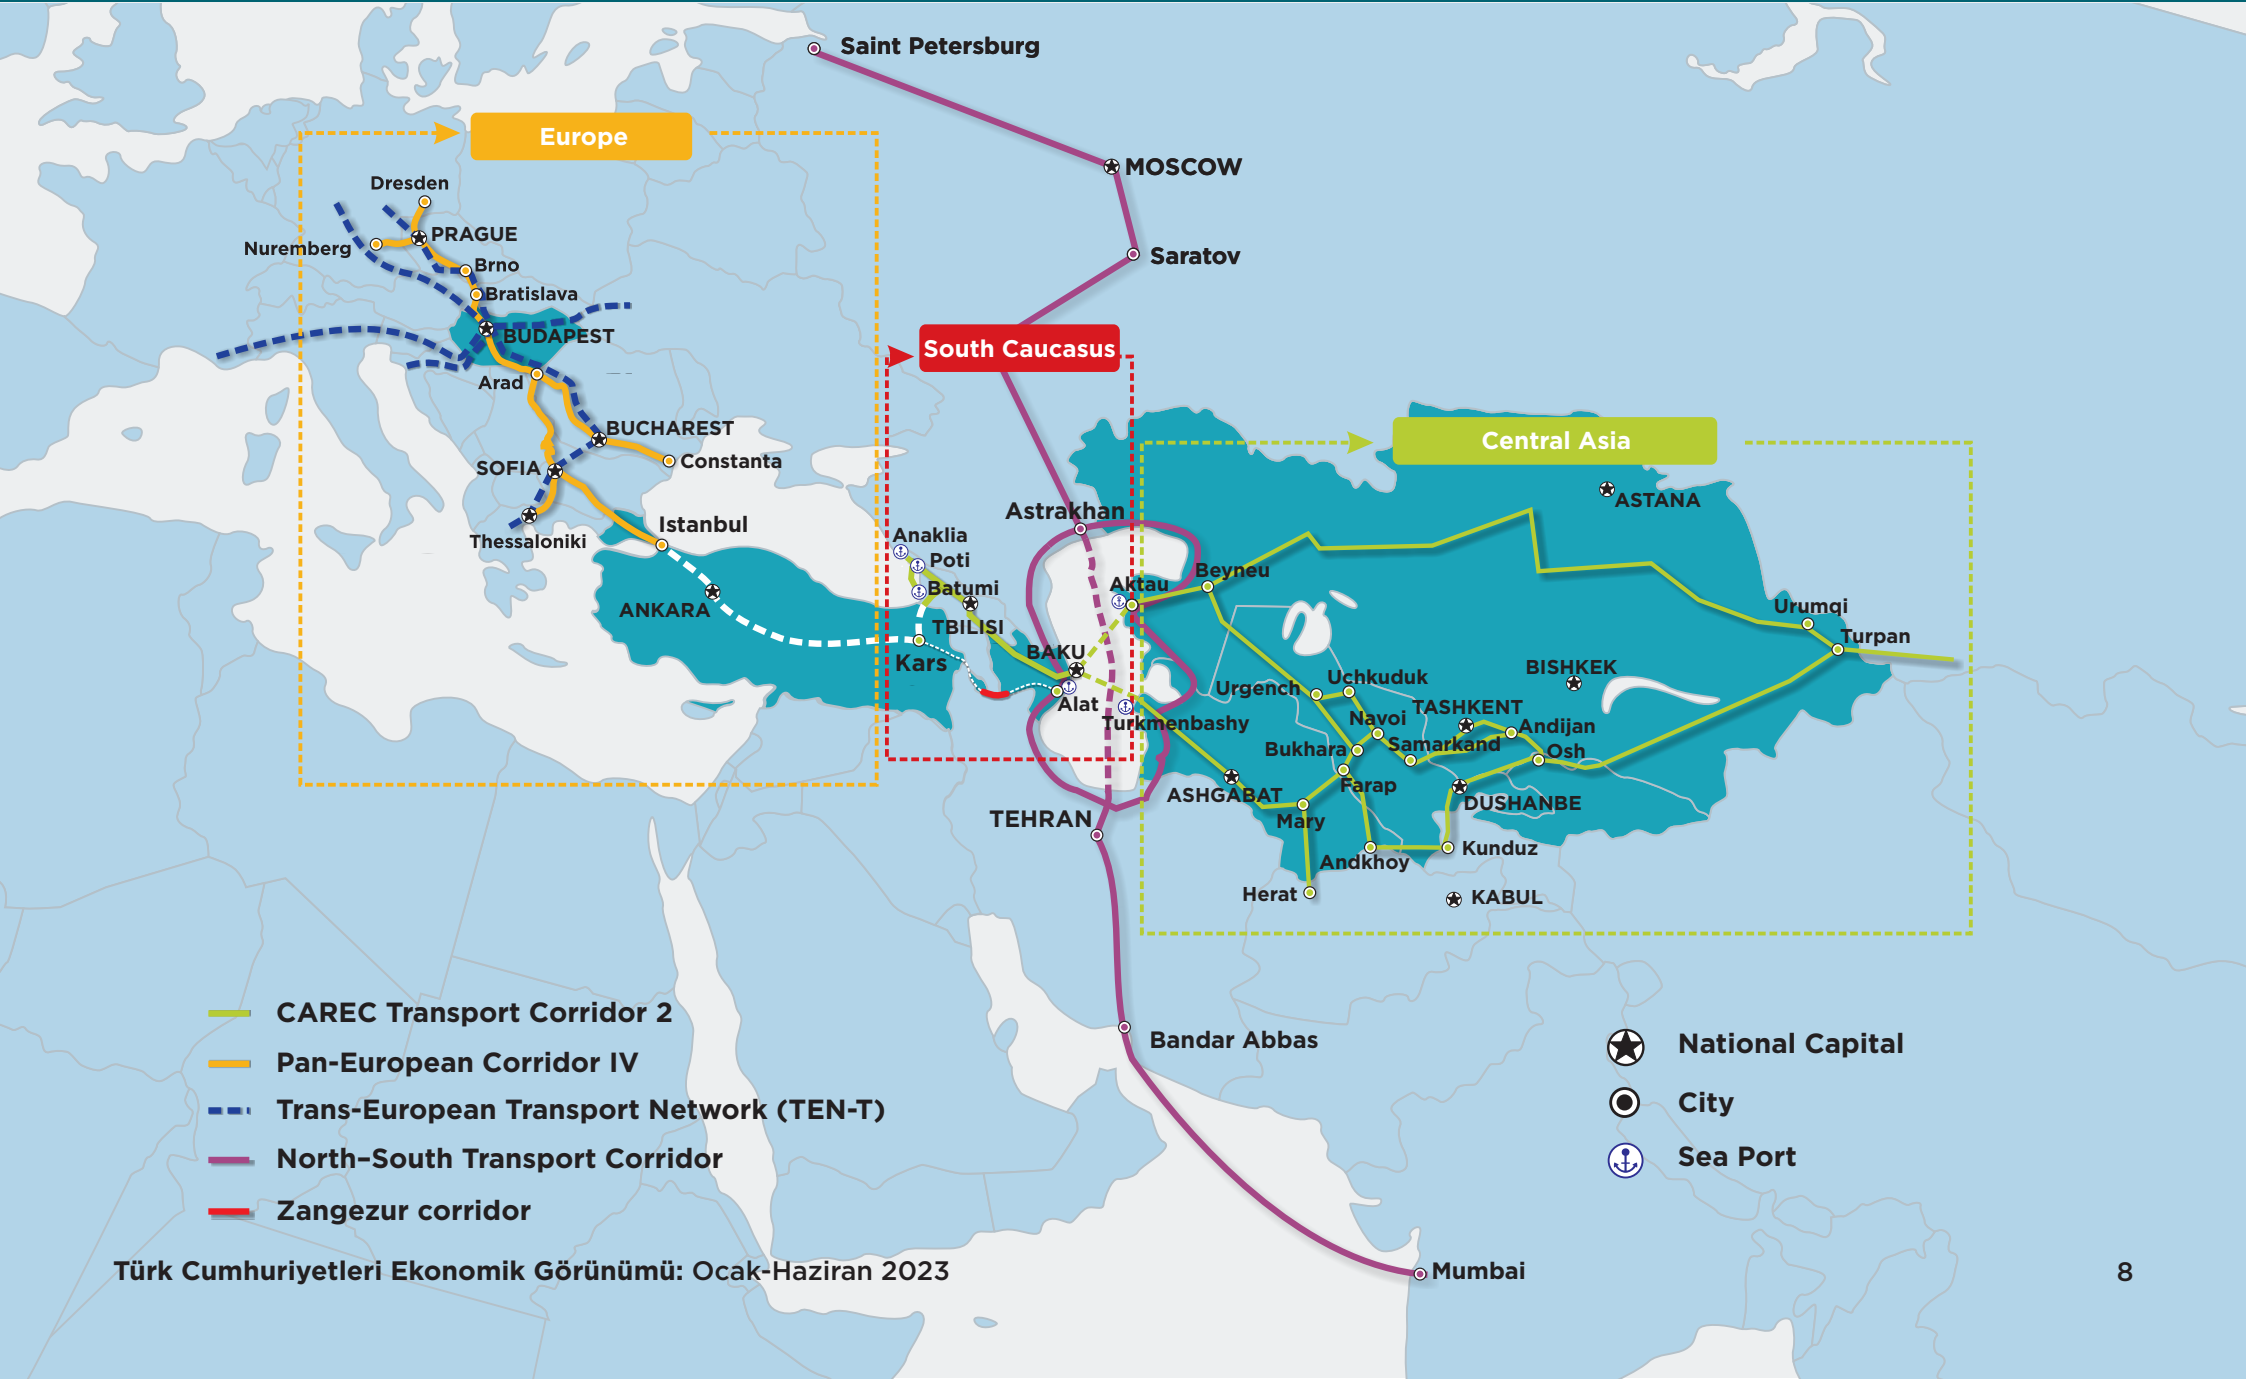 Saint Petersburg
Europe
MOSCOW
Dresden
PRAGUE
Nuremberg
Saratov
Brno
Bratislava
BUDAPEST
South Caucasus
Arad
BUCHAREST
Central Asia
Constanta
SOFIA
ASTANA
Astrakhan
Istanbul
Anaklia
Thessaloniki
Poti
Beyneu
Aktau
Batumi
ANKARA
Urumqi
TBILISI
Turpan
BAKU
Kars
BISHKEK
Uchkuduk
Urgench
Alat
TASHKENT
Turkmenbashy
Navoi
Andijan
Samarkand
Bukhara
Osh
Farap
ASHGABAT
DUSHANBE
TEHRAN
Mary
Kunduz
Andkhoy
Herat
KABUL
CAREC Transport Corridor 2
Bandar Abbas
National Capital
Pan-European Corridor IV
City
Trans-European Transport Network (TEN-T)
Sea Port
North–South Transport Corridor
Zangezur corridor
Mumbai
Türk Cumhuriyetleri Ekonomik Görünümü: Ocak-Haziran 2023
8